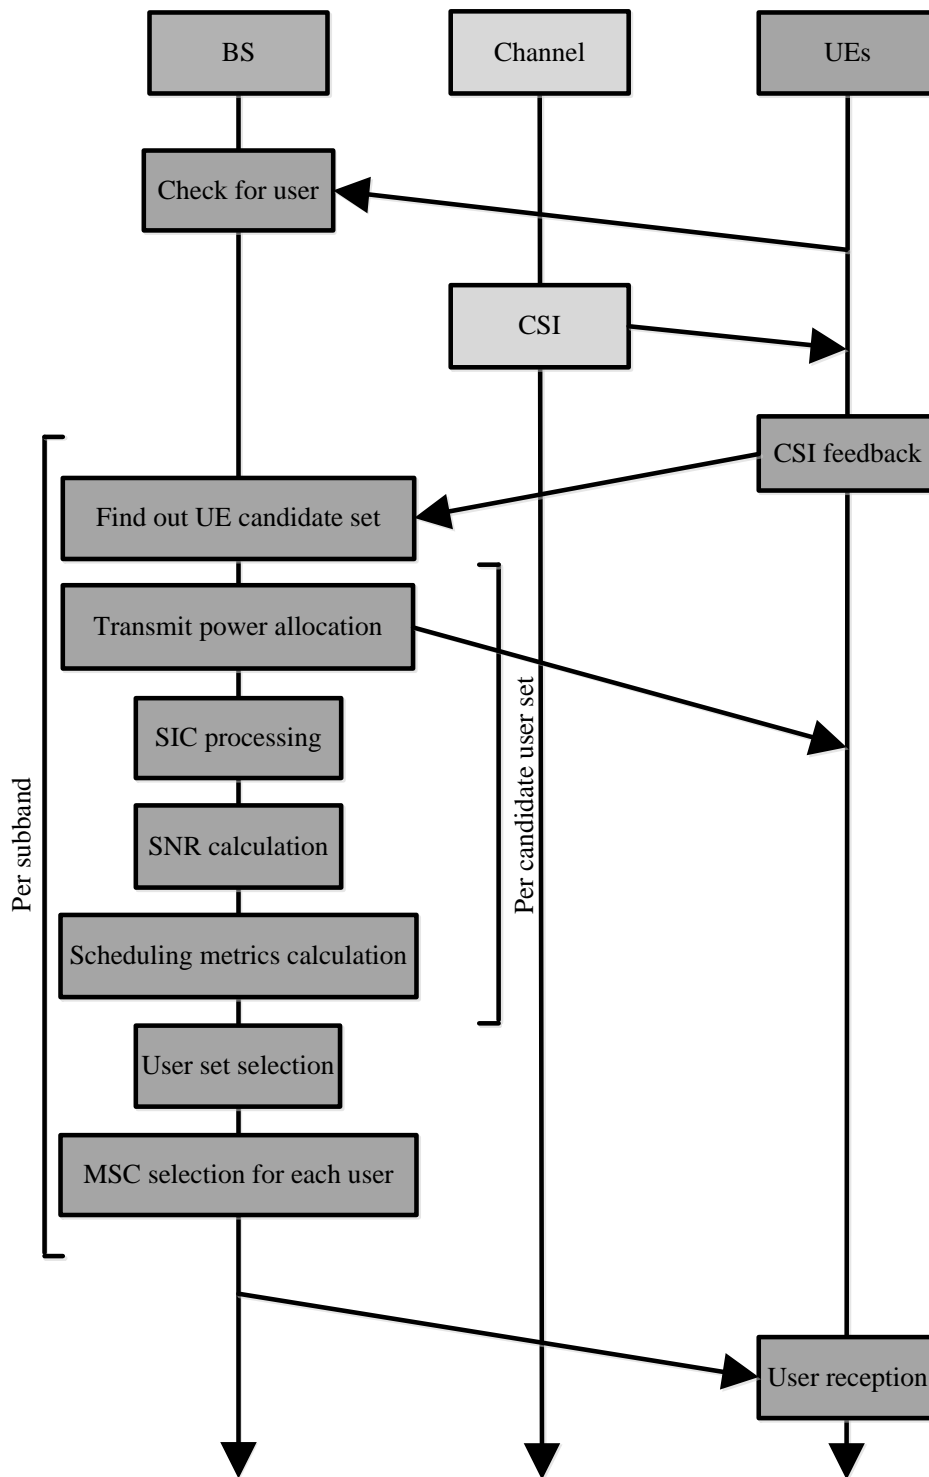 BS
Channel
UEs
Check for user
CSI
CSI feedback
Find out UE candidate set
Transmit power allocation
SIC processing
SNR calculation
Scheduling metrics calculation
User set selection
MSC selection for each user
Per subband
Per candidate user set
User reception